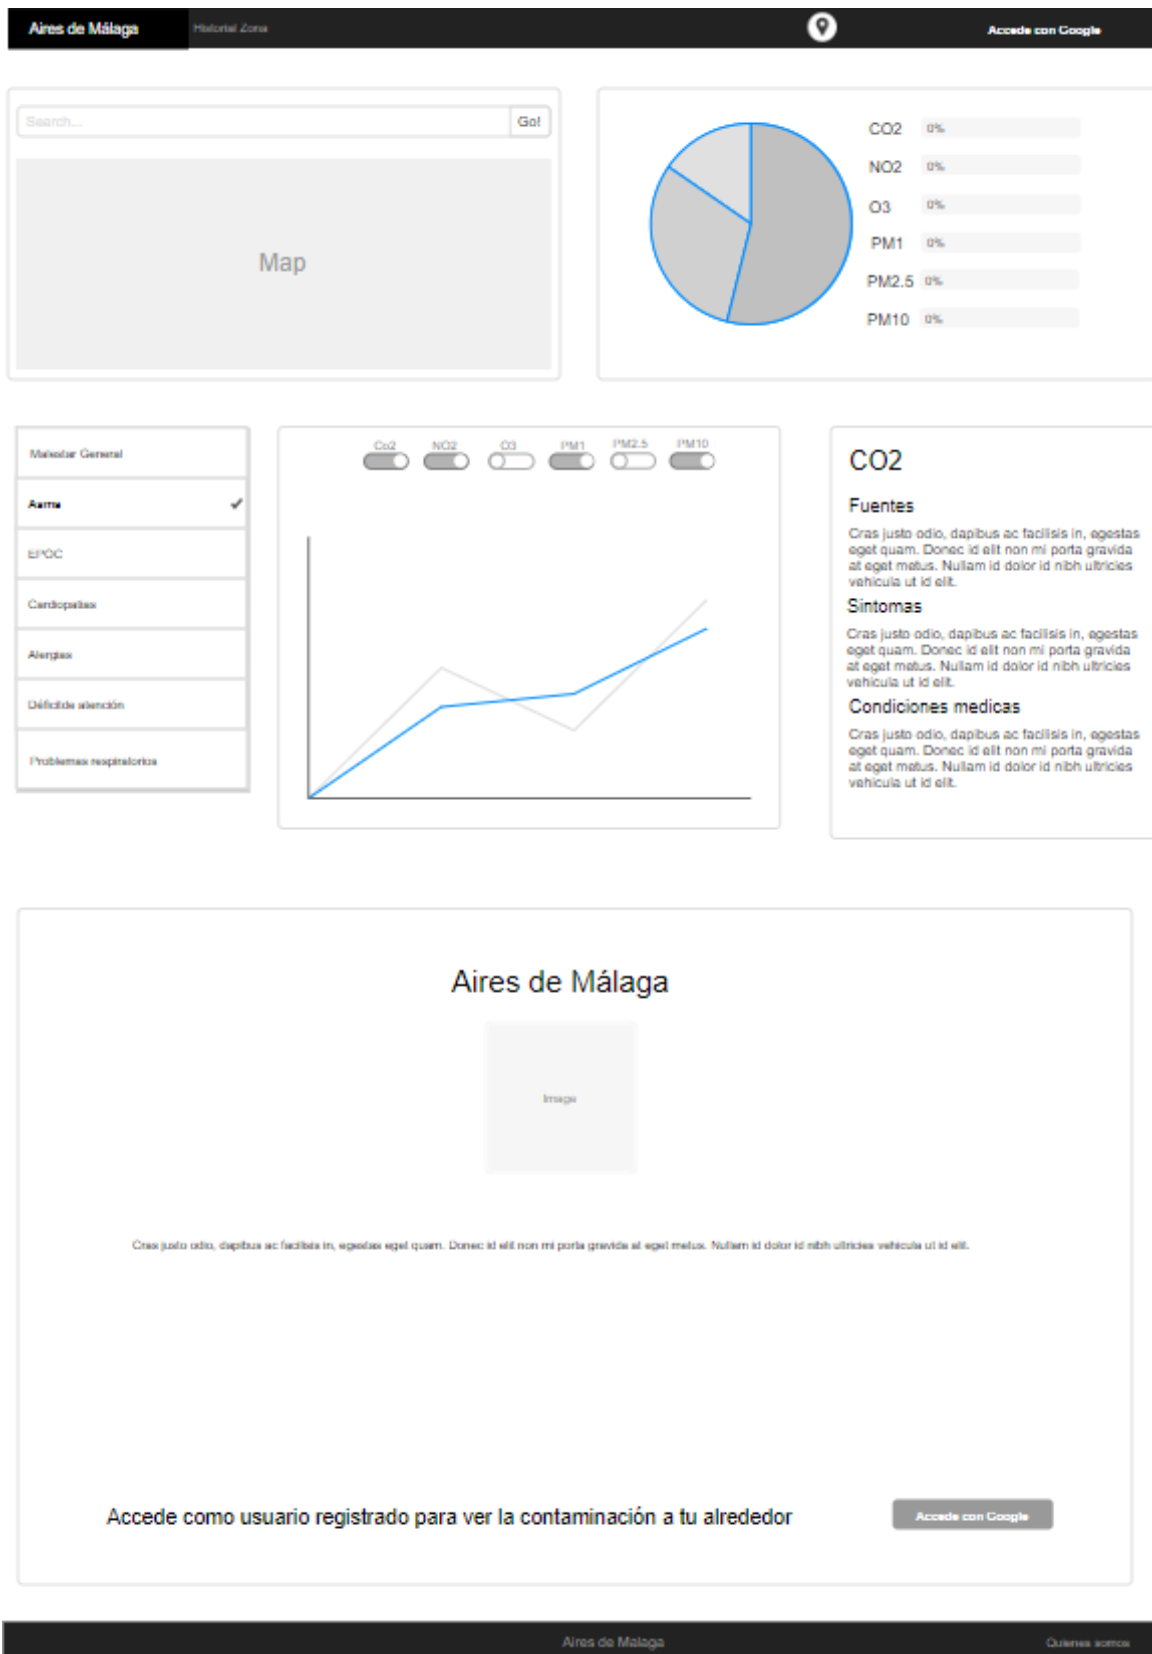 Aires de Málaga
Historial Zona
Accede con Google
Search...
Go!
Map
CO2 0%
NO2 0%
O3 0%
PM1 0%
PM2.5 0%
PM10 0%
Malestar General
Asma
EPOC
Cardiopatías
Alergias
Déficitde atención
Problemas respiratorios
Co2 NO2 O3 PM1 PM2.5 PM10
CO2
Fuentes
Cras justo odio, dapibus ac facilisis in, egestas
eget quam. Donec id elit non mi porta gravida
at eget metus. Nullam id dolor id nibh ultricies
vehicula ut id elit.
Sintomas
Cras justo odio, dapibus ac facilisis in, egestas
eget quam. Donec id elit non mi porta gravida
at eget metus. Nullam id dolor id nibh ultricies
vehicula ut id elit.
Condiciones medicas
Cras justo odio, dapibus ac facilisis in, egestas
eget quam. Donec id elit non mi porta gravida
at eget metus. Nullam id dolor id nibh ultricies
vehicula ut id elit.
Aires de Málaga
Image
Cras justo odio, dapibus ac facilisis in, egestas eget quam. Donec id elit non mi porta gravida at eget metus. Nullam id dolor id nibh ultricies vehicula ut id elit.
Accede como usuario registrado para ver la contaminación a tu alrededor
Accede con Google
Aires de Malaga
Quienes somos